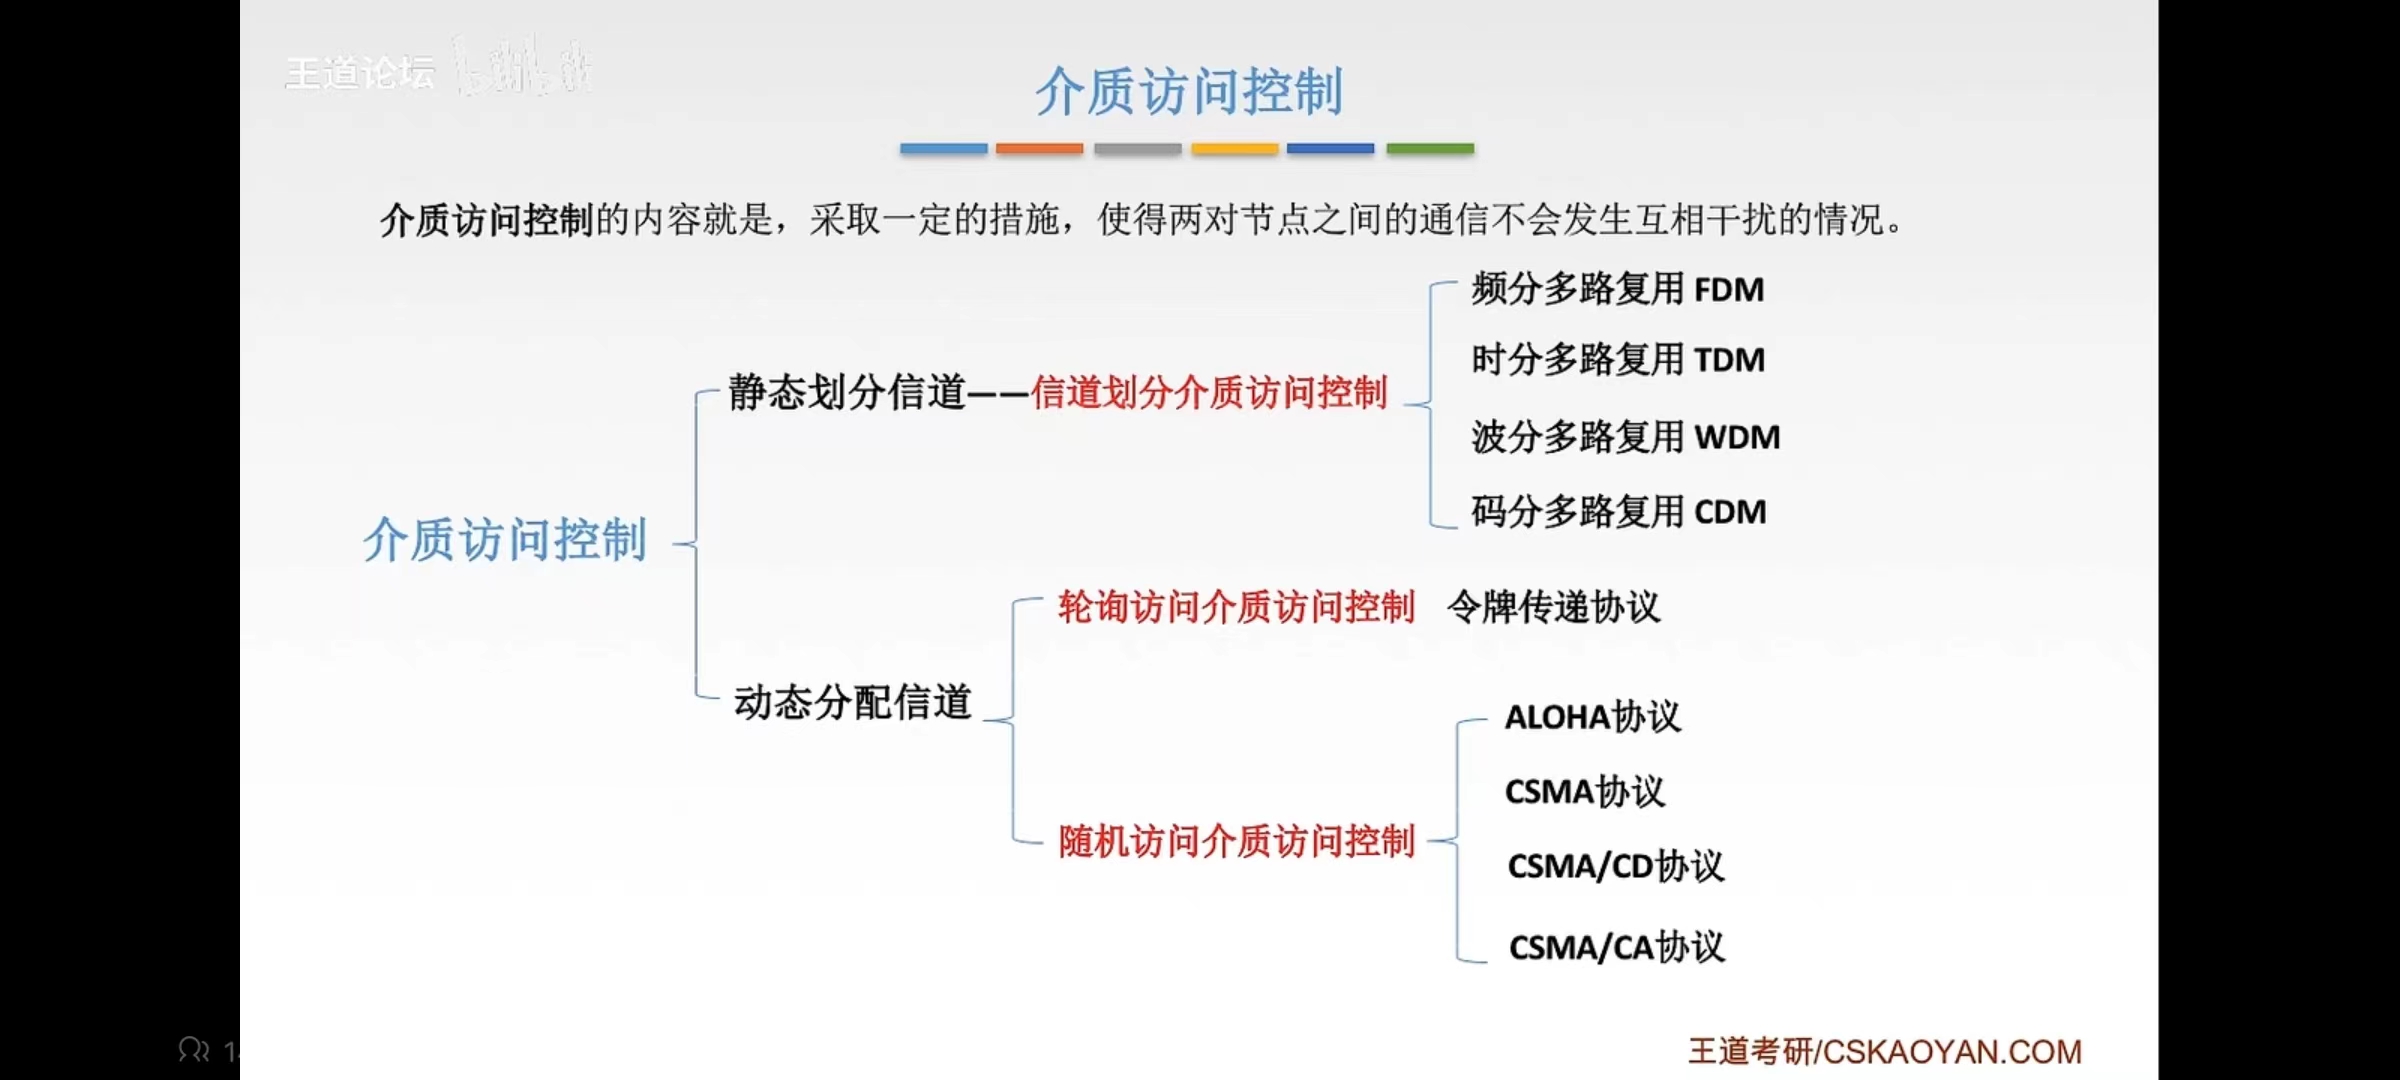 王道论坛 bilibili
介质访问控制
介质访问控制的内容就是，采取一定的措施，使得两对节点之间的通信不会发生互相干扰的情况。
频分多路复用 FDM
时分多路复用 TDM
静态划分信道——信道划分介质访问控制
波分多路复用 WDM
码分多路复用 CDM
介质访问控制
轮询访问介质访问控制 令牌传递协议
动态分配信道
ALOHA协议
CSMA协议
随机访问介质访问控制
CSMA/CD协议
CSMA/CA协议
王道考研/CSKAOYAN.COM